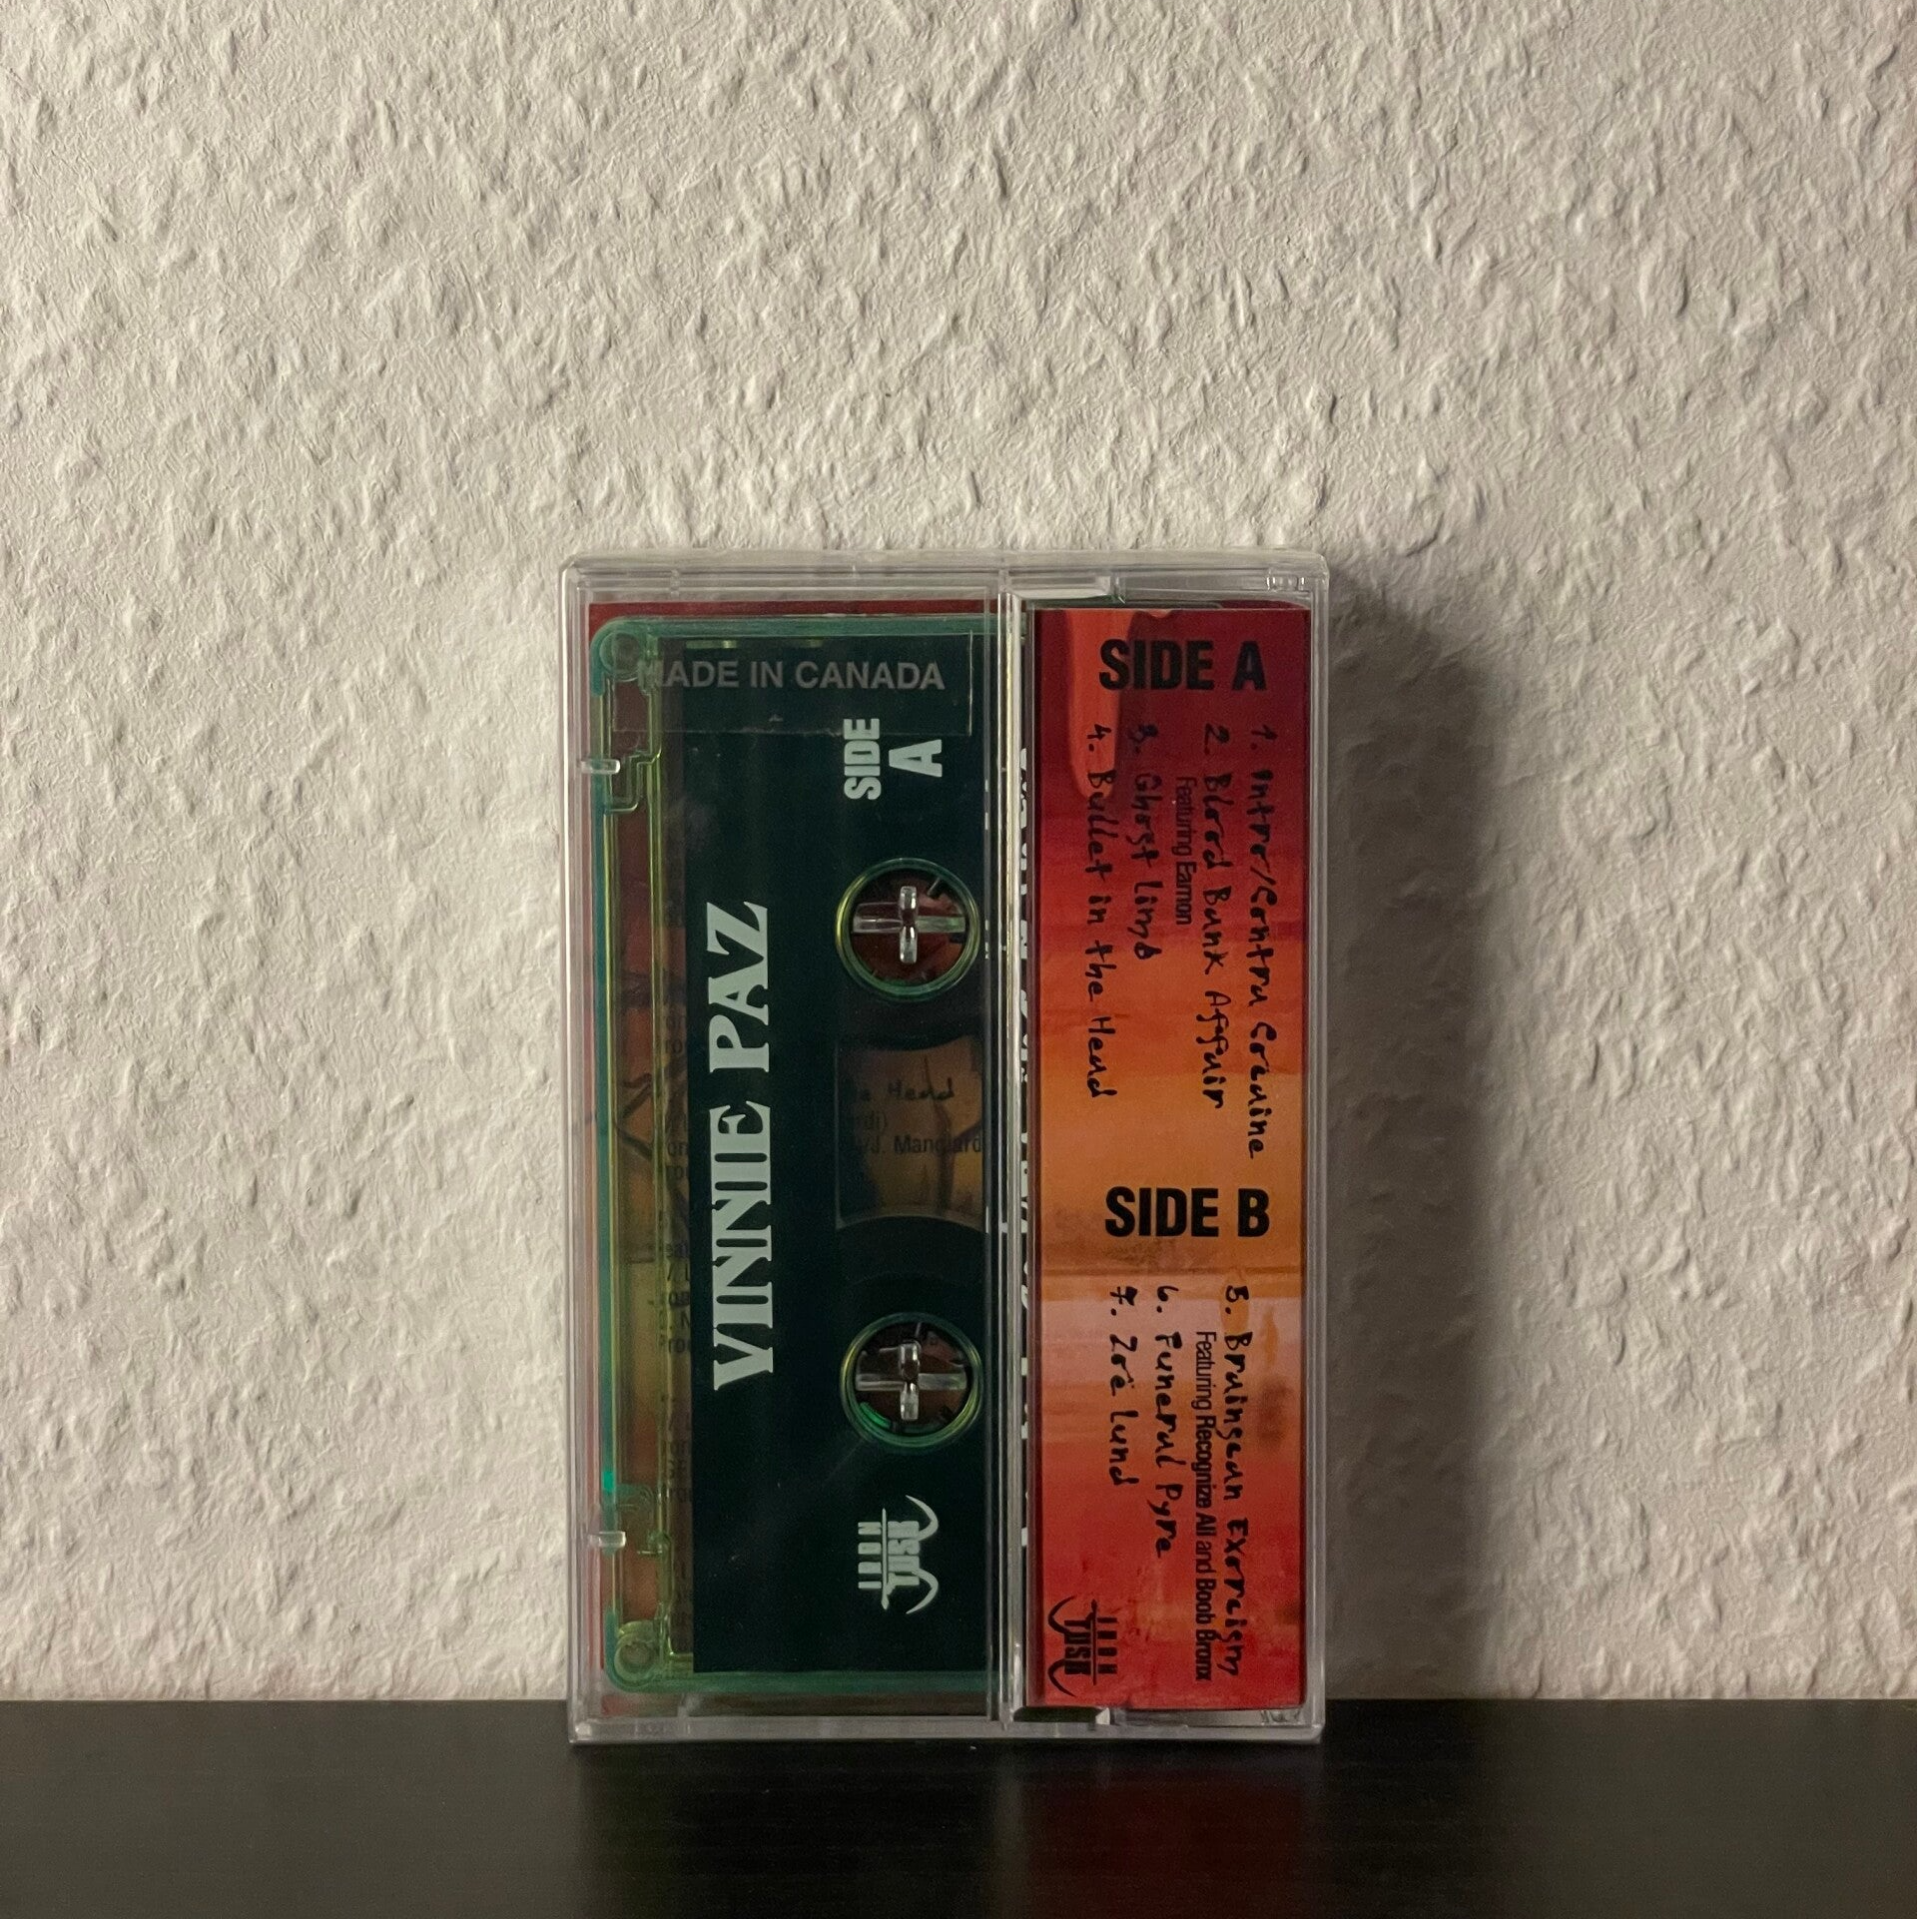 MADE IN CANADA
SIDE
A
VINNIE PAZ
IRON
TUSK
e Head
SIDE A
1. Intro/Contra Cocaine
2. Blood Bank Affair
Featuring Eamon
3. Ghost Limb
4. Bullet in the Head
SIDE B
5. Brainscan Exorcism
Featuring Recognize Ali and Boob Bronx
6. Funeral Pyre
7. Zoë Lund
IRON
TUSK